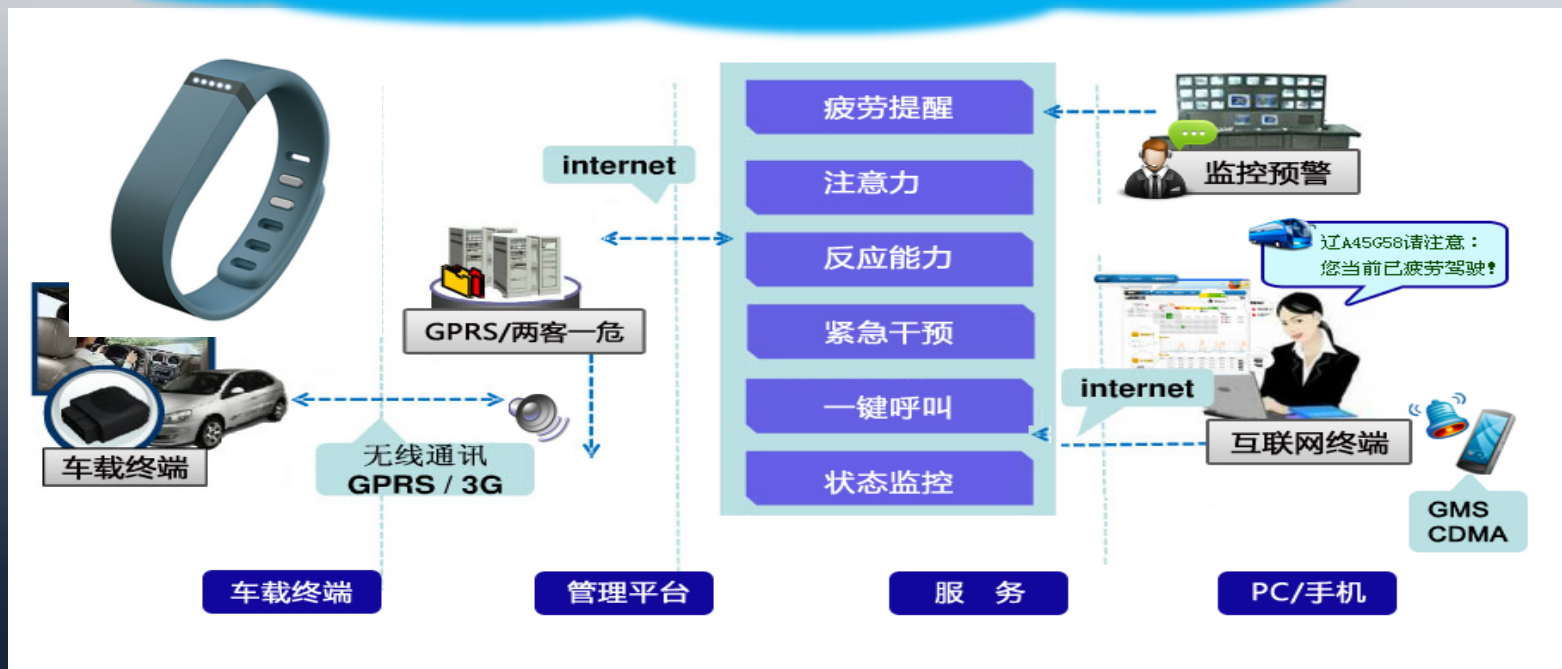 疲劳提醒
注意力
反应能力
紧急干预
一键呼叫
状态监控
internet
GPRS/两客一危
车载终端
无线通讯
GPRS / 3G
监控预警
辽A45G58请注意：
您当前已疲劳驾驶！
internet
互联网终端
GMS
CDMA
车载终端
管理平台
服 务
PC/手机